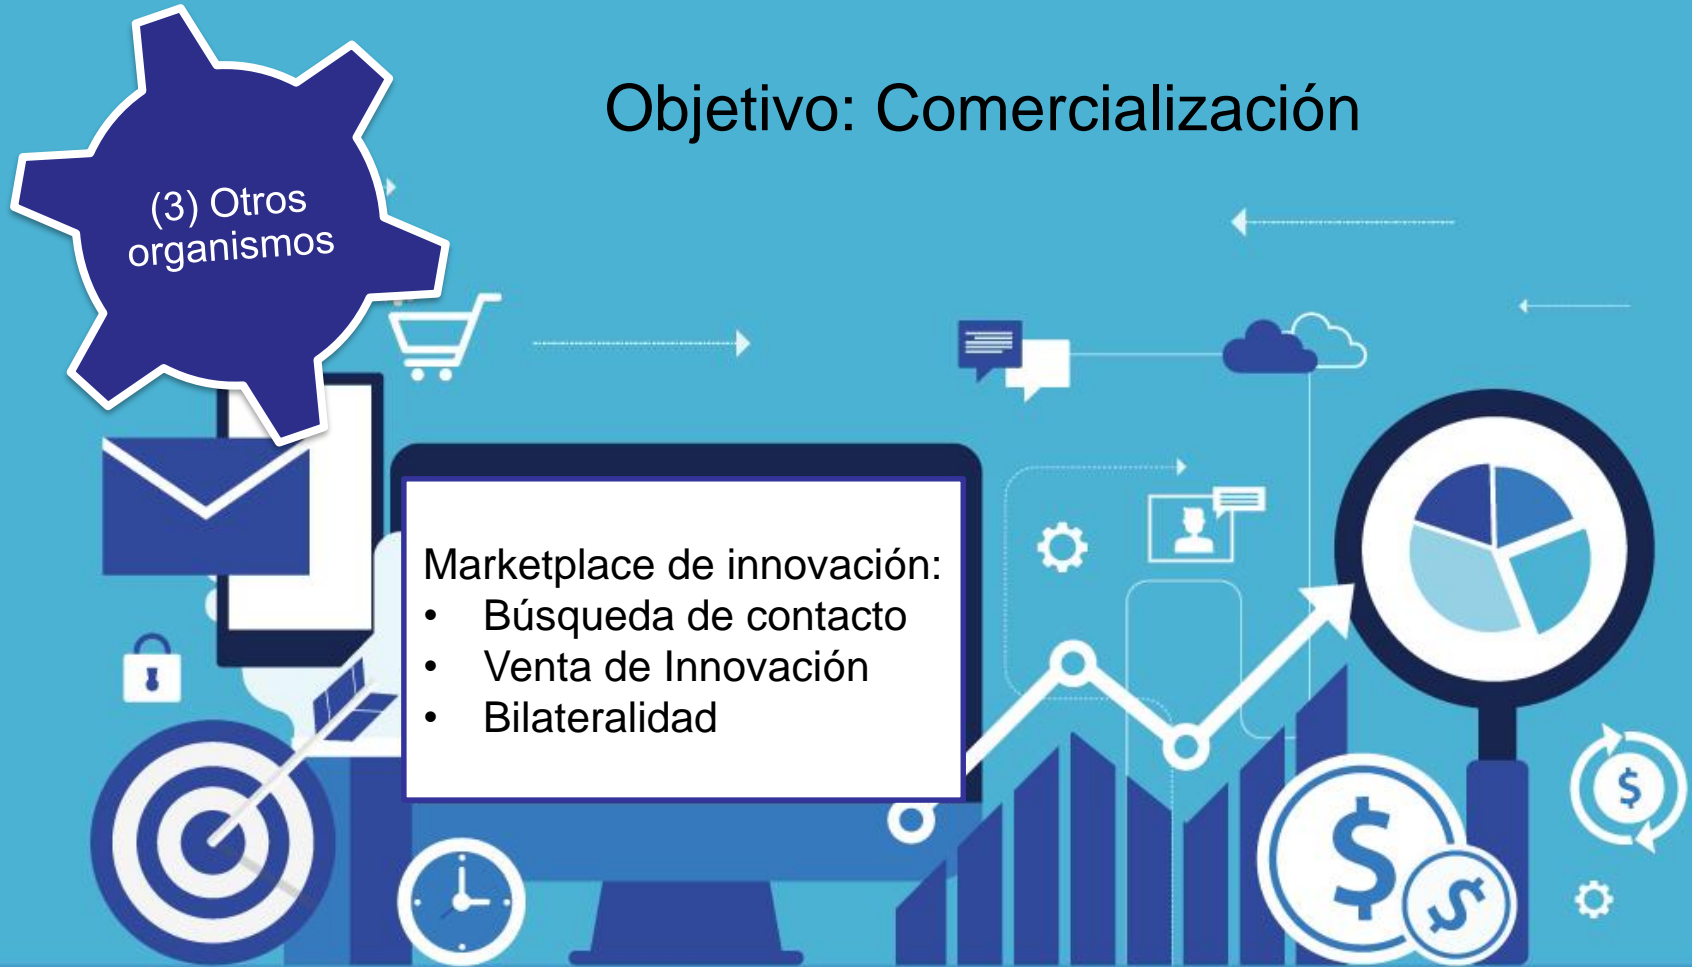 (3) Otros
organismos
Objetivo: Comercialización
Marketplace de innovación:
• Búsqueda de contacto
• Venta de Innovación
• Bilateralidad
$
$
$